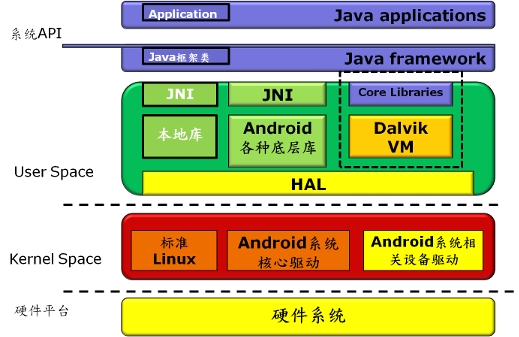 Application
Java applications
系统API
Java框架类
Java framework
JNI
JNI
Core Libraries
本地库
Android
各种底层库
Dalvik
VM
User Space
HAL
Kernel Space
标准
Linux
Android系统
核心驱动
Android系统相
关设备驱动
硬件平台
硬件系统